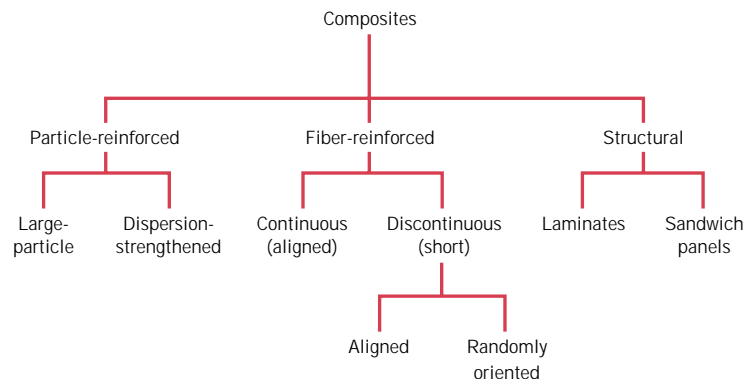 Composites
Particle-reinforced
Fiber-reinforced
Structural
Large-
particle
Dispersion-
strengthened
Continuous
(aligned)
Discontinuous
(short)
Laminates
Sandwich
panels
Aligned
Randomly
oriented